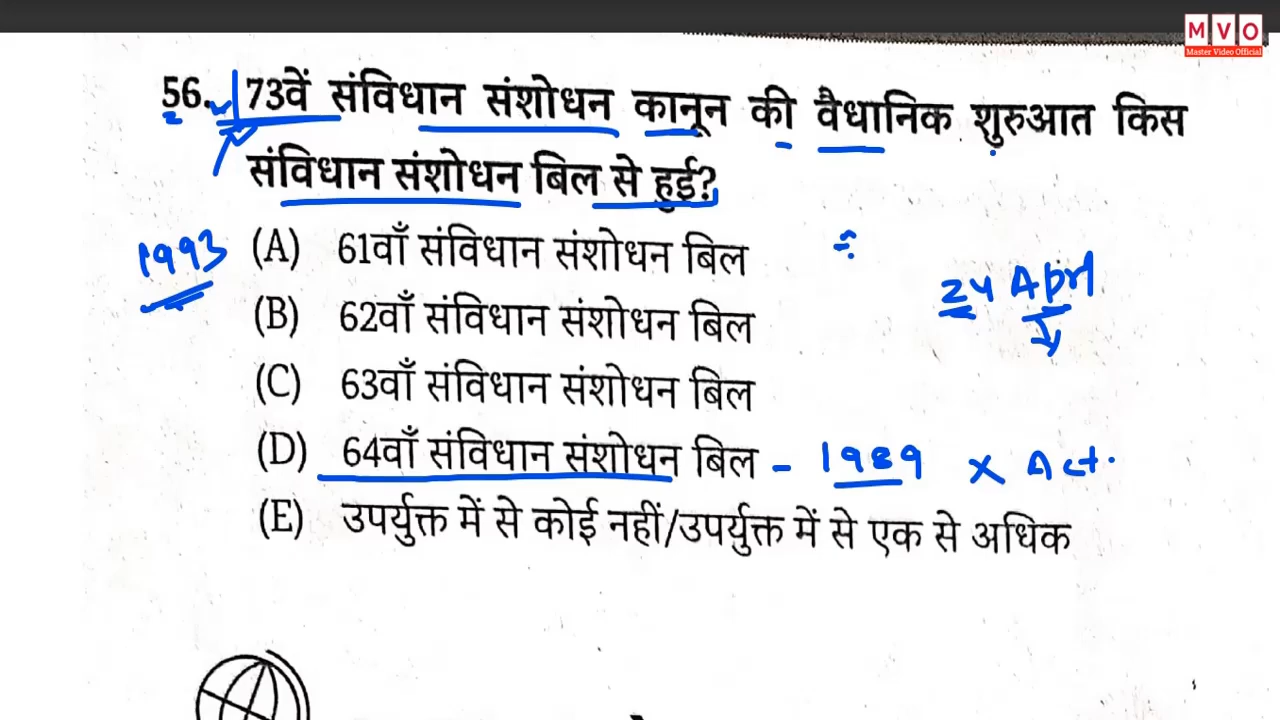 MVO
Master Video Official
56. 73वें संविधान संशोधन कानून की वैधानिक शुरुआत किस
संविधान संशोधन बिल से हुई?
1993
(A) 61वाँ संविधान संशोधन बिल
24 April
(B) 62वाँ संविधान संशोधन बिल
(C) 63वाँ संविधान संशोधन बिल
(D) 64वाँ संविधान संशोधन बिल - 1989 x Act.
(E) उपर्युक्त में से कोई नहीं/उपर्युक्त में से एक से अधिक